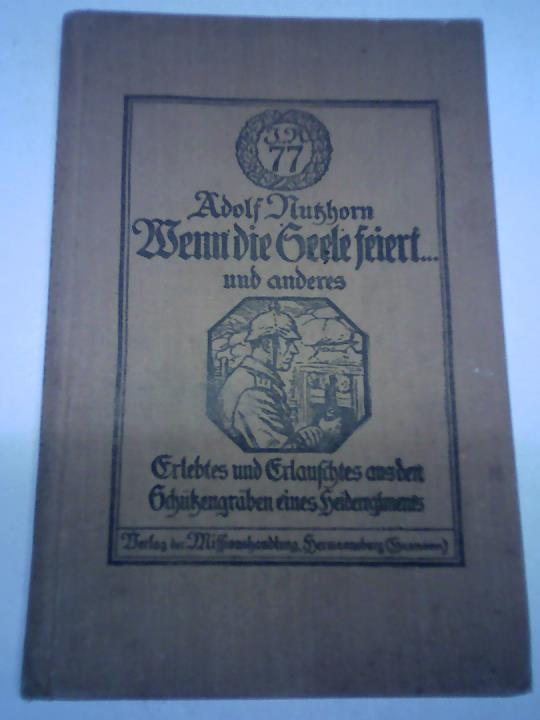 I.R.
77
Adolf Nutzhorn
Wenn die Seele feiert...
und anderes
Erlebtes und Erlauschtes aus den
Schützengräben eines Heideregiments
Verlag der Missionshandlung, Hermannsburg (Hannover)